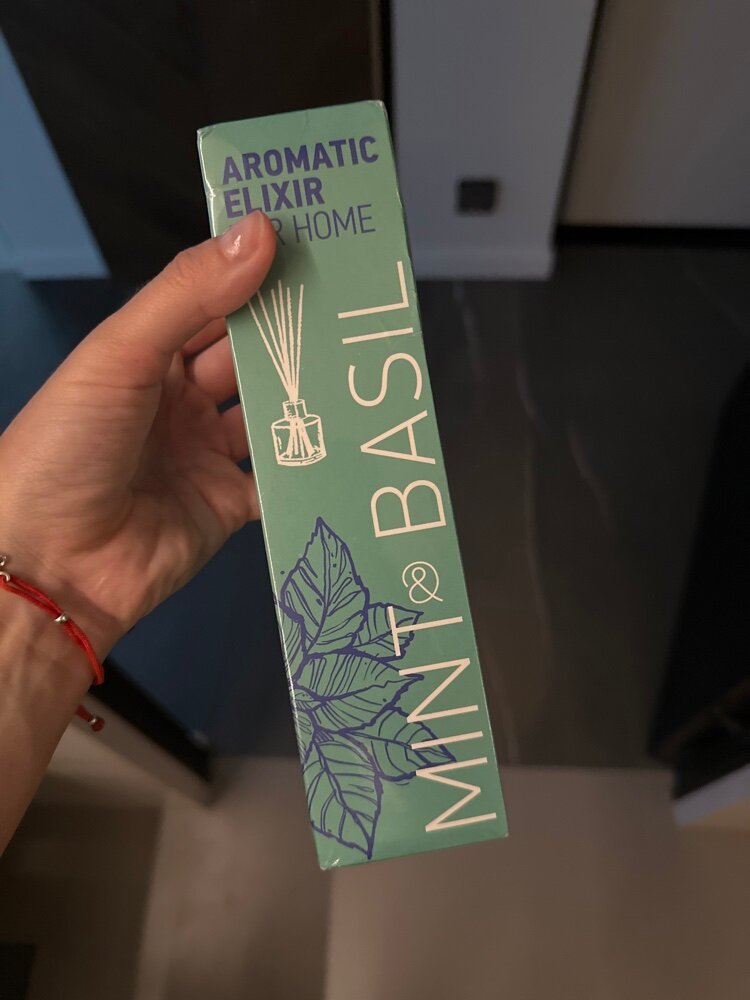 AROMATIC
ELIXIR
HOME
MINT & BASIL